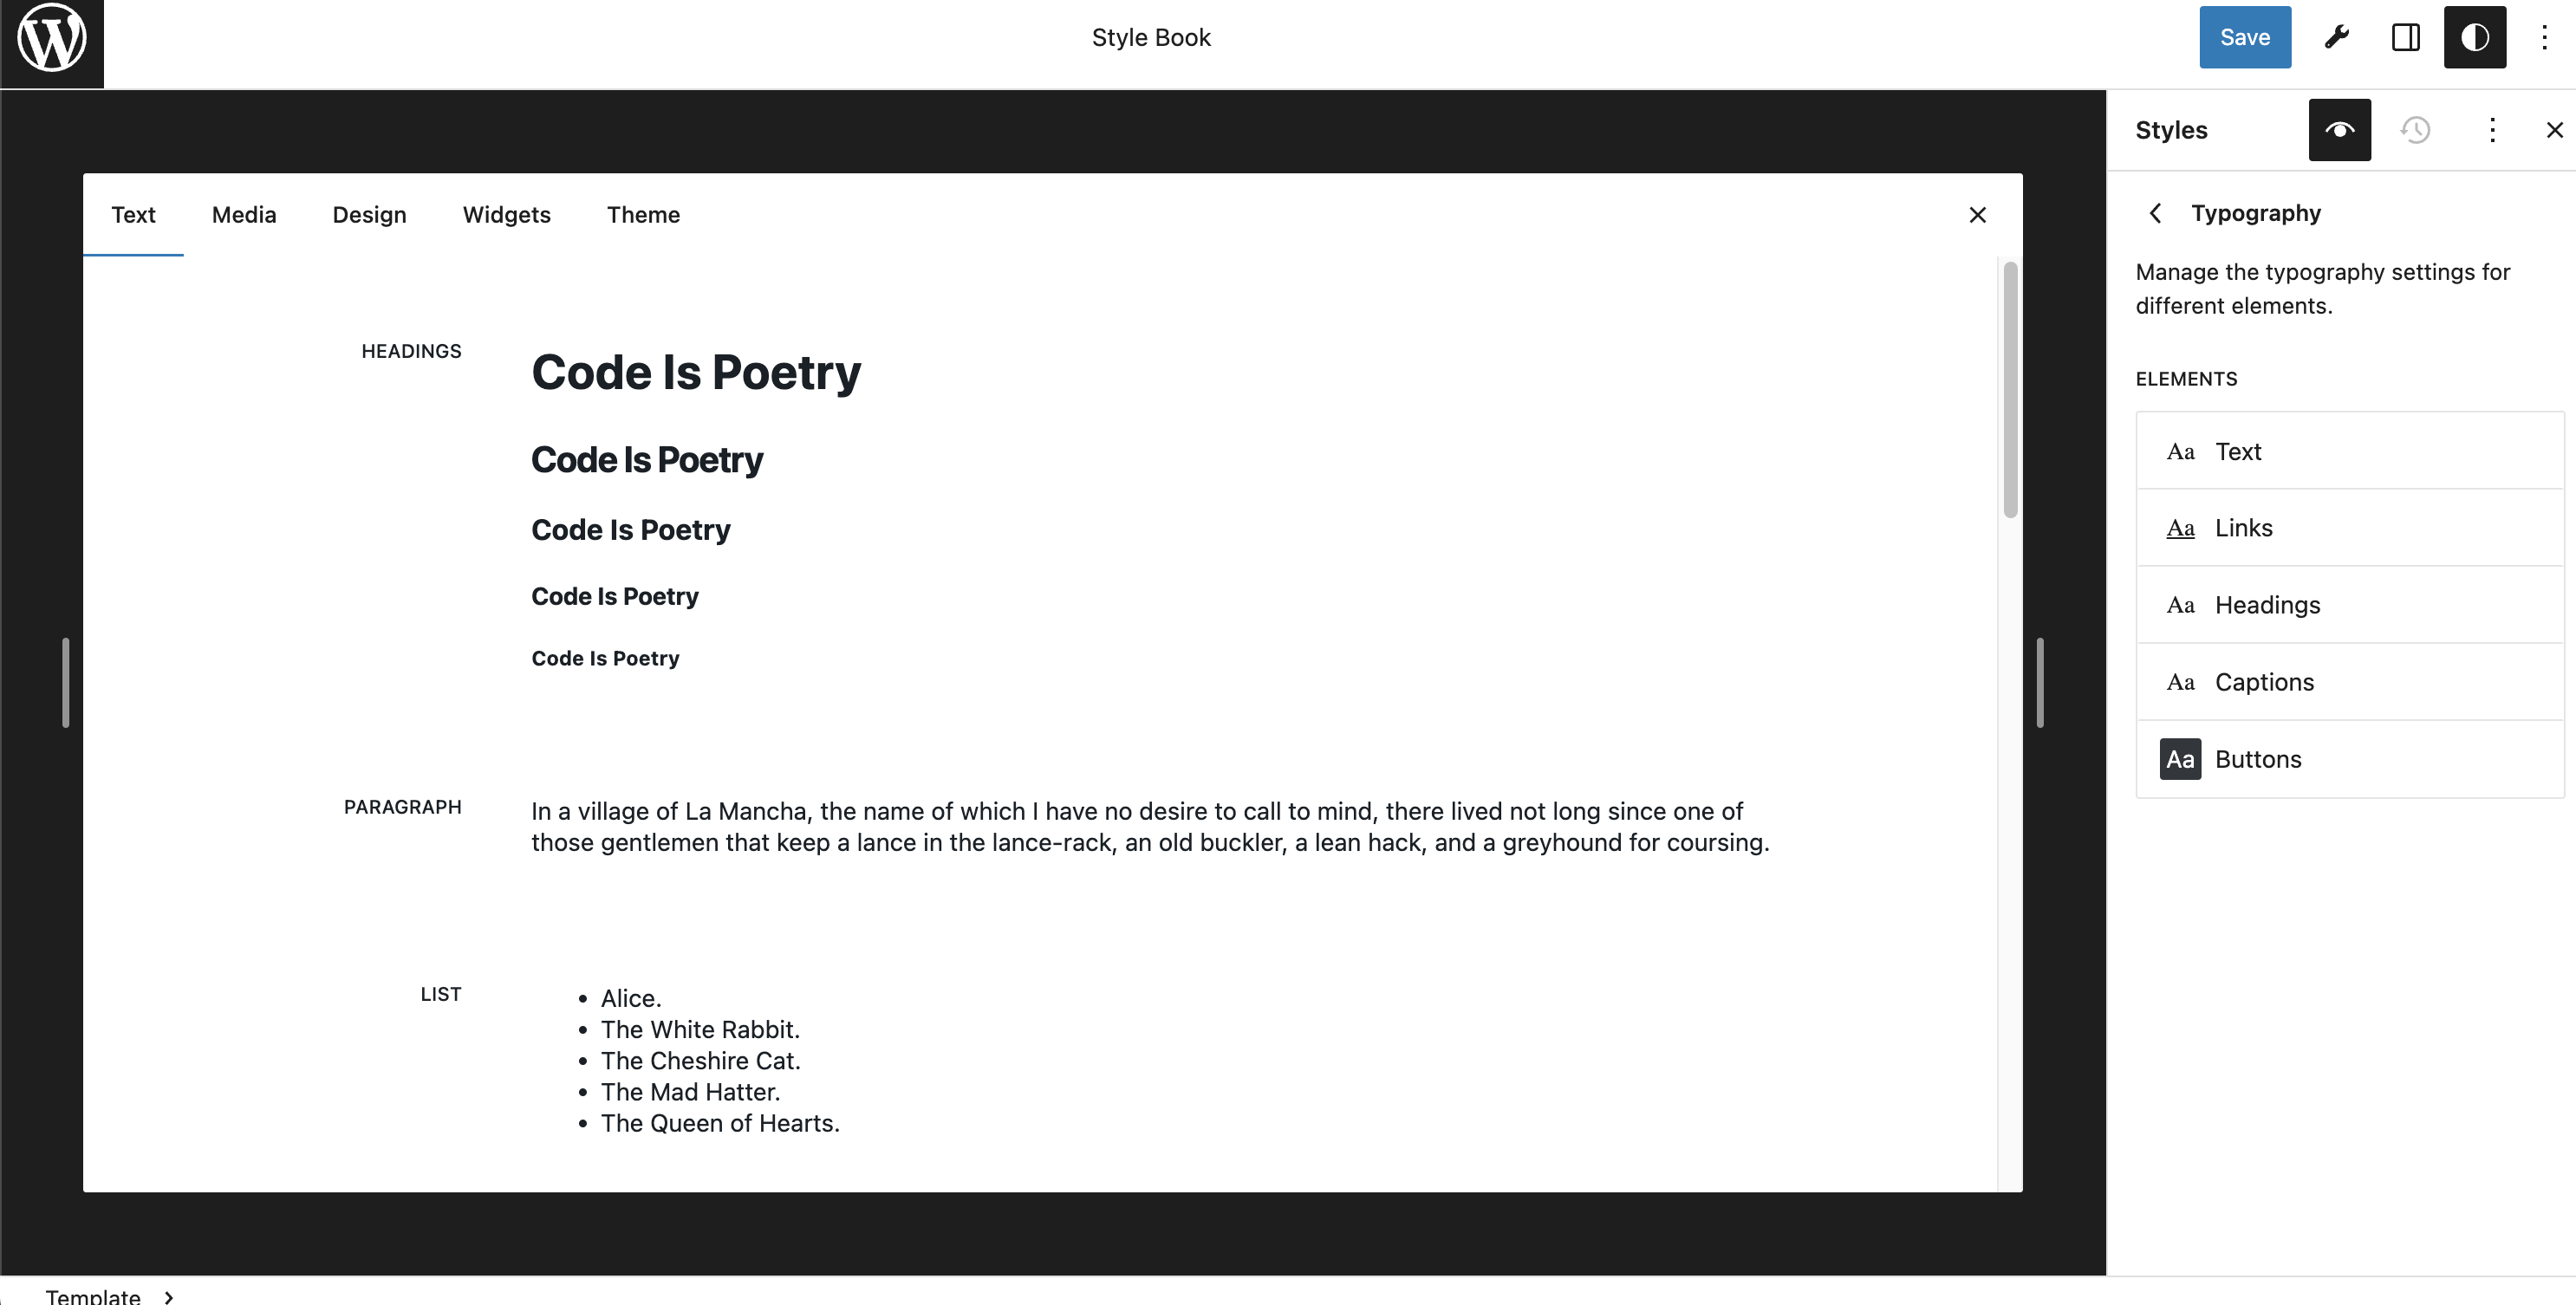 Style Book
Save
Styles
Text Media Design Widgets Theme
HEADINGS
Code Is Poetry
Code Is Poetry
Code Is Poetry
Code Is Poetry
Code Is Poetry
PARAGRAPH
In a village of La Mancha, the name of which I have no desire to call to mind, there lived not long since one of
those gentlemen that keep a lance in the lance-rack, an old buckler, a lean hack, and a greyhound for coursing.
LIST
• Alice.
• The White Rabbit.
• The Cheshire Cat.
• The Mad Hatter.
• The Queen of Hearts.
Typography
Manage the typography settings for
different elements.
ELEMENTS
Aa Text
Aa Links
Aa Headings
Aa Captions
Aa Buttons
Template